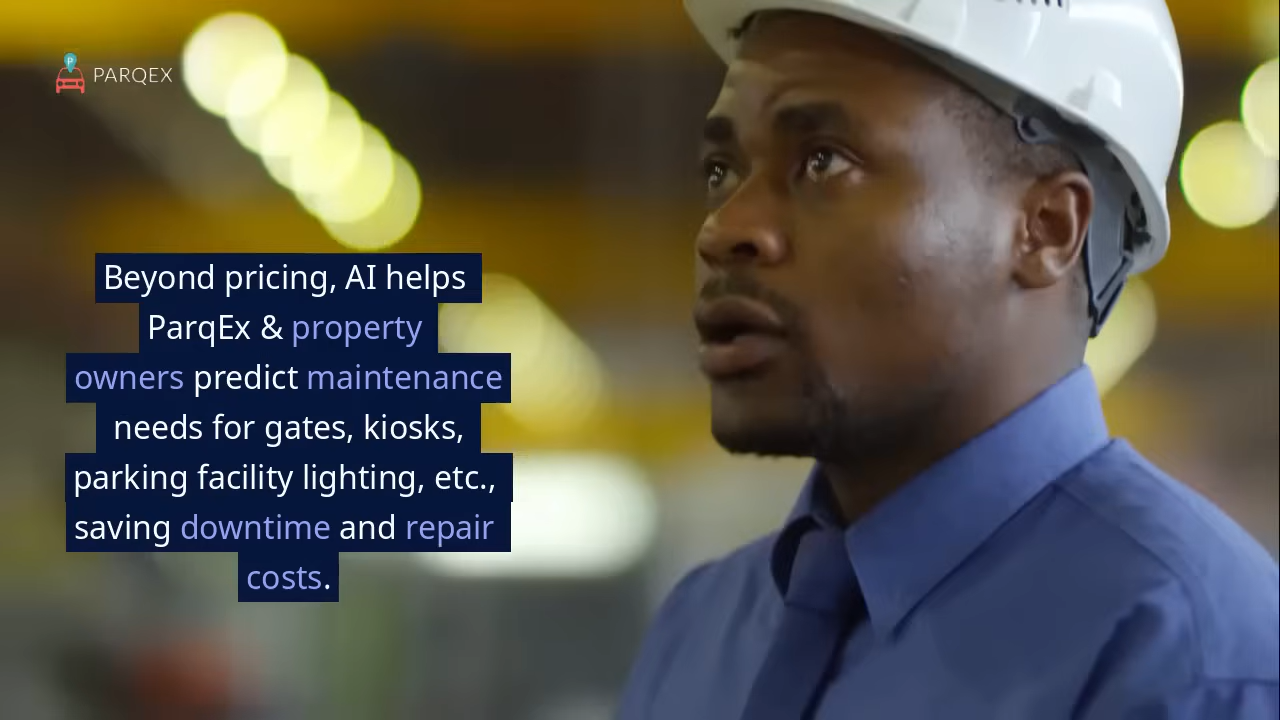 P
PARQEX
Beyond pricing, AI helps
ParqEx & property
owners predict maintenance
needs for gates, kiosks,
parking facility lighting, etc.,
saving downtime and repair
costs.